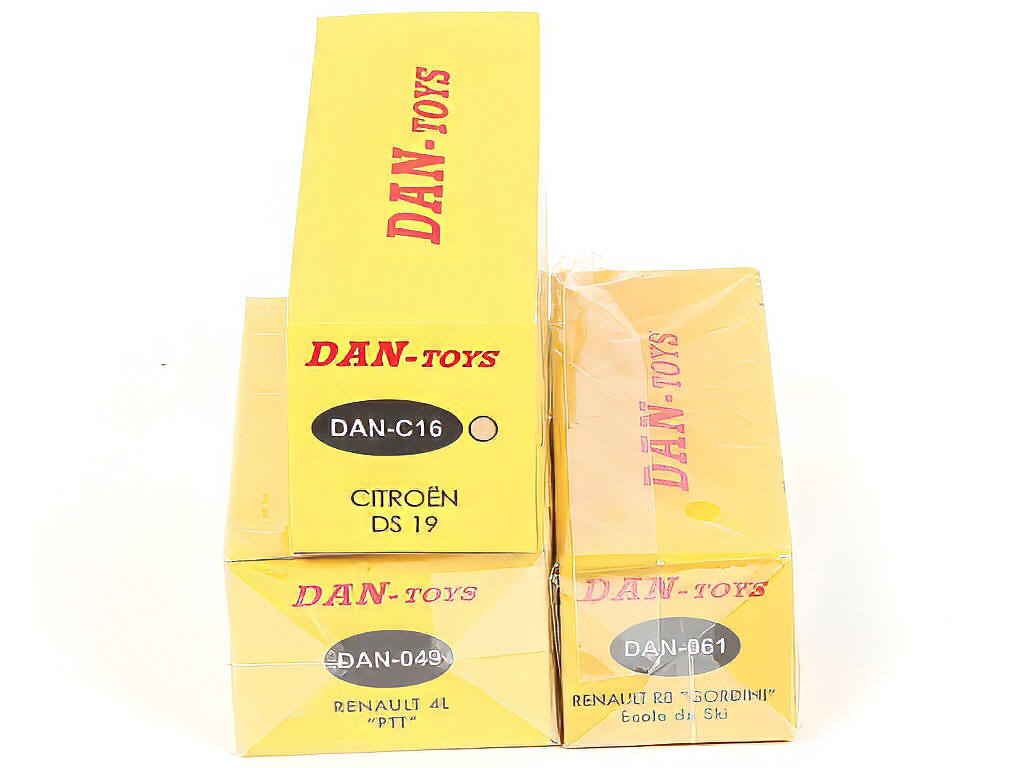 DAN-TOYS
DAN-TOYS
DAN-C16
CITROËN
DS 19
DAN-TOYS
DAN-TOYS
DAN-049
RENAULT 4L
"PTT"
DAN-TOYS
DAN-061
RENAULT R8 "GORDINI"
Ecole du Ski